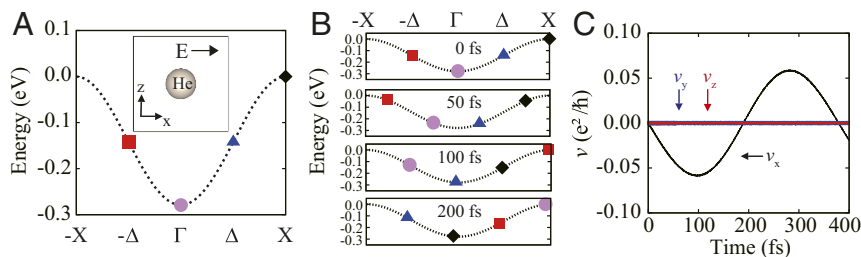 A
Energy (eV)
0.1
0.0
-0.1
-0.2
-0.3
E
He
z
x
-X -Δ Γ Δ X
B
-X -Δ Γ Δ X
Energy (eV)
0.0
-0.1
-0.2
-0.3
0 fs
0.0
-0.1
-0.2
-0.3
50 fs
0.0
-0.1
-0.2
-0.3
100 fs
0.0
-0.1
-0.2
-0.3
200 fs
-X -Δ Γ Δ X
C
v (e²/ħ)
0.10
0.05
0.00
-0.05
-0.10
v_y v_z
v_x
0 100 200 300 400
Time (fs)